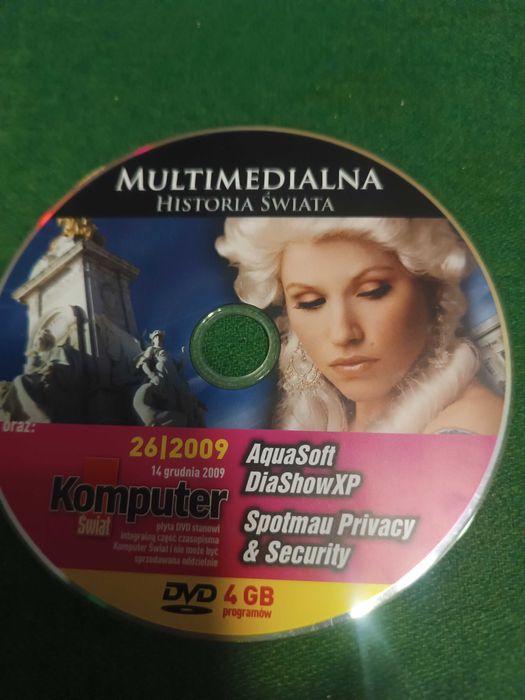 MULTIMEDIALNA
HISTORIA ŚWIATA
oraz:
26|2009
14 grudnia 2009
Komputer
Świat
płyta DVD stanowi
integralną część czasopisma
Komputer Świat i nie może być
sprzedawana oddzielnie
AquaSoft
DiaShowXP
Spotmau Privacy
& Security
DVD
4 GB
programów